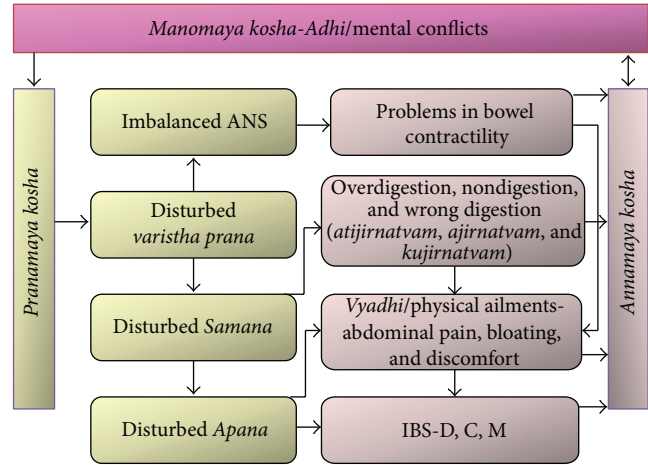 Manomaya kosha-Adhi/mental conflicts
Pranamaya kosha
Imbalanced ANS
Problems in bowel
contractility
Disturbed
varistha prana
Overdigestion, nondigestion,
and wrong digestion
(atijirnatvam, ajirnatvam, and
kujirnatvam)
Disturbed Samana
Vyadhi/physical ailments-
abdominal pain, bloating,
and discomfort
Disturbed Apana
IBS-D, C, M
Annamaya kosha